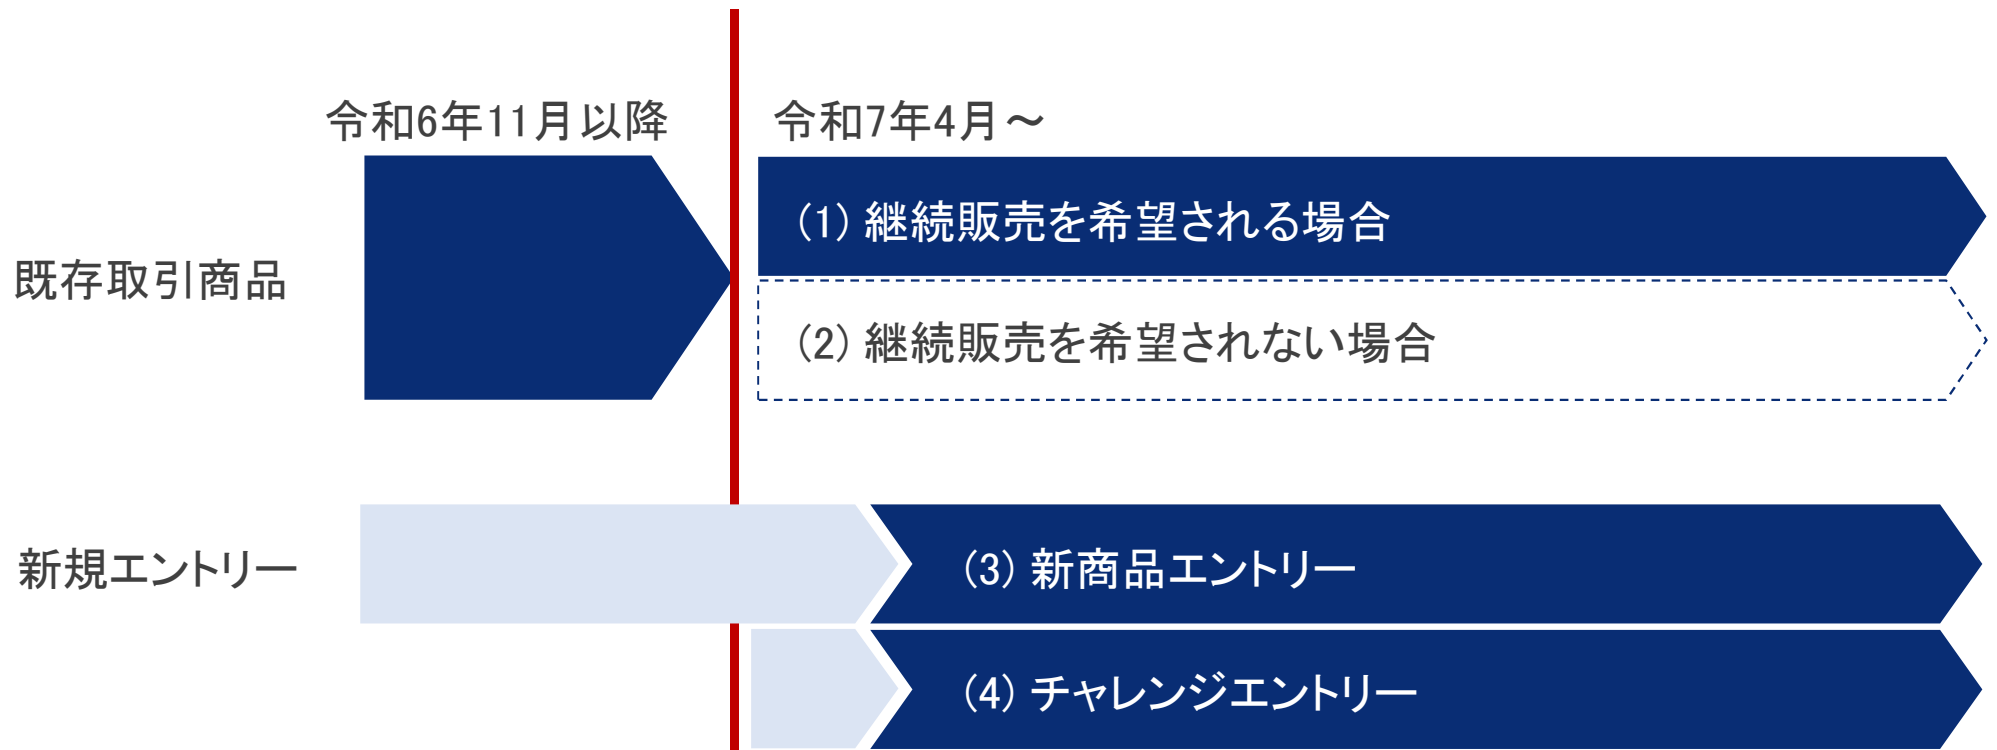 令和6年11月以降
令和7年4月～
既存取引商品
(1) 継続販売を希望される場合
(2) 継続販売を希望されない場合
新規エントリー
(3) 新商品エントリー
(4) チャレンジエントリー